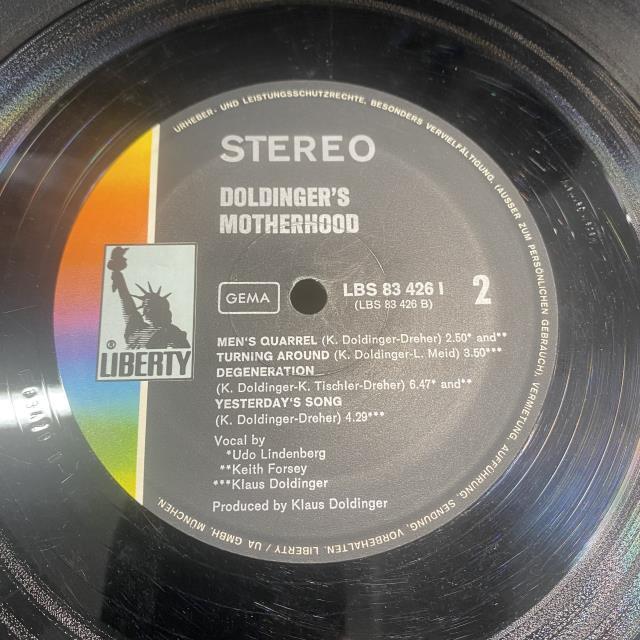 URHEBER- UND LEISTUNGSSCHUTZRECHTE, BESONDERS VERVIELFÄLTIGUNG, (AUSSER ZUM PERSÖNLICHEN GEBRAUCH), VERMIETUNG, AUFFÜHRUNG, SENDUNG, VORBEHALTEN. LIBERTY / UA GMBH. MÜNCHEN.
STEREO
DOLDINGER'S
MOTHERHOOD
GEMA
LBS 83 426 I
(LBS 83 426 B)
2
® LIBERTY
MEN'S QUARREL (K. Doldinger-Dreher) 2.50* and**
TURNING AROUND (K. Doldinger-L. Meid) 3.50***
DEGENERATION
(K. Doldinger-K. Tischler-Dreher) 6.47* and**
YESTERDAY'S SONG
(K. Doldinger-Dreher) 4.29***
Vocal by
*Udo Lindenberg
**Keith Forsey
***Klaus Doldinger
Produced by Klaus Doldinger